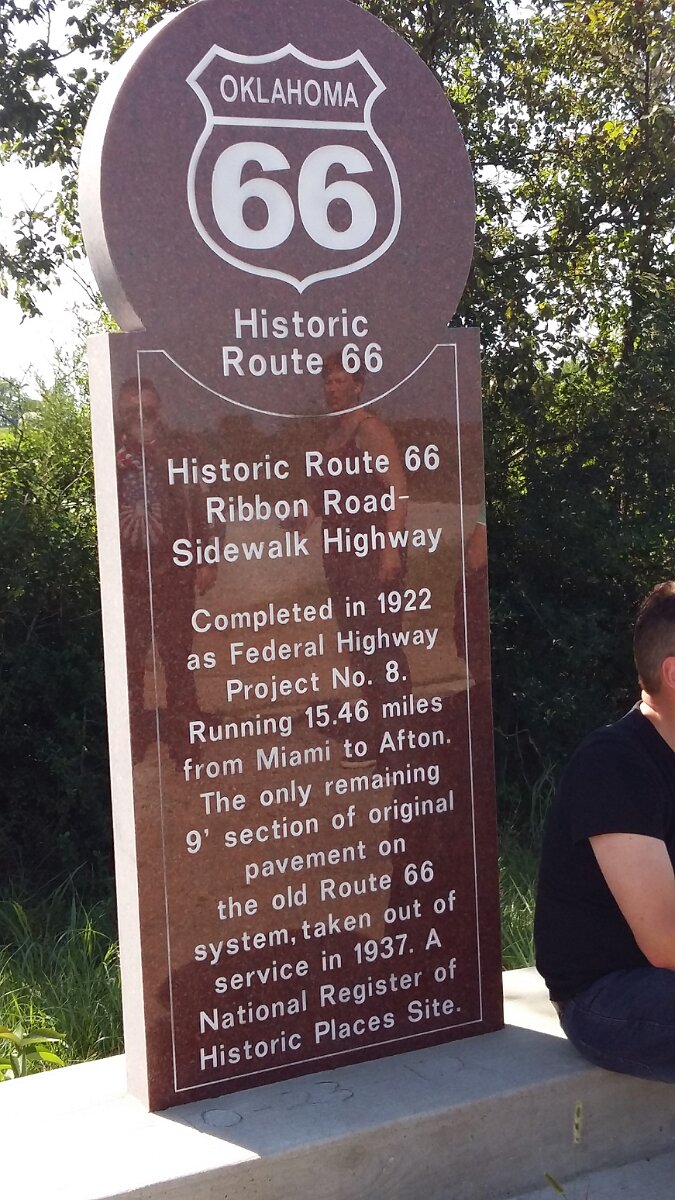 OKLAHOMA
66
Historic
Route 66
Historic Route 66
Ribbon Road-
Sidewalk Highway
Completed in 1922
as Federal Highway
Project No. 8.
Running 15.46 miles
from Miami to Afton.
The only remaining
9' section of original
pavement on
the old Route 66
system, taken out of
service in 1937. A
National Register of
Historic Places Site.